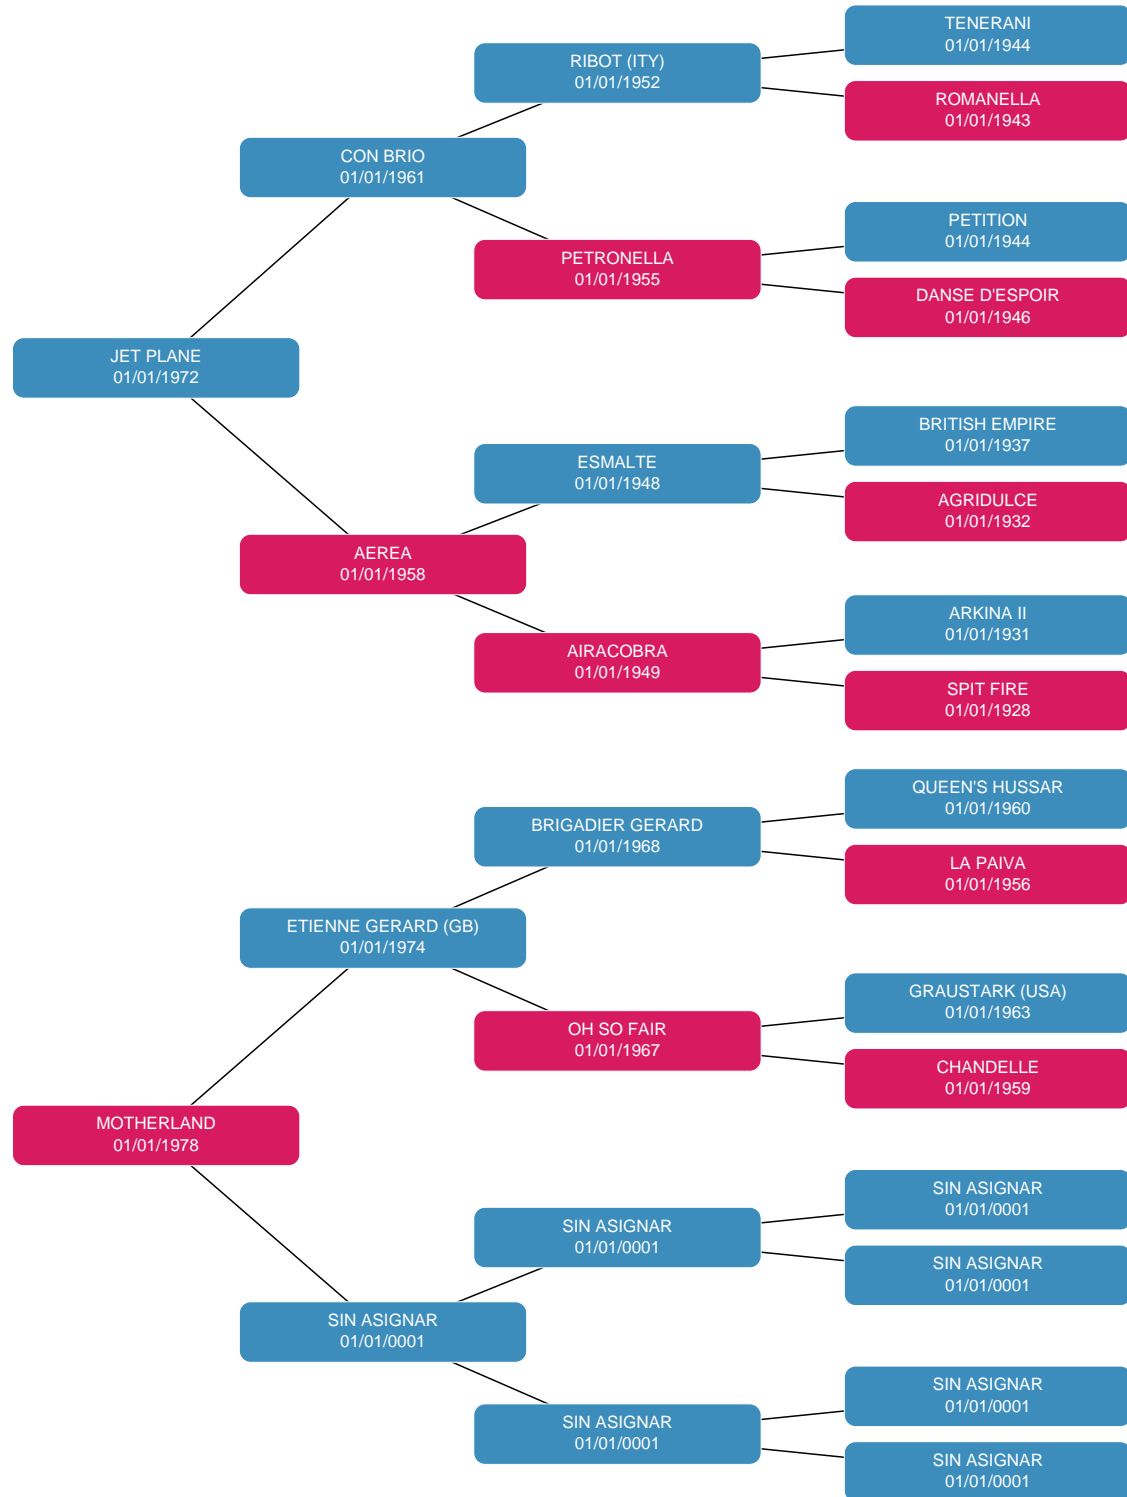 TENERANI
01/01/1944
RIBOT (ITY)
01/01/1952
ROMANELLA
01/01/1943
CON BRIO
01/01/1961
PETITION
01/01/1944
PETRONELLA
01/01/1955
DANSE D'ESPOIR
01/01/1946
JET PLANE
01/01/1972
BRITISH EMPIRE
01/01/1937
ESMALTE
01/01/1948
AGRIDULCE
01/01/1932
AEREA
01/01/1958
ARKINA II
01/01/1931
AIRACOBRA
01/01/1949
SPIT FIRE
01/01/1928
QUEEN'S HUSSAR
01/01/1960
BRIGADIER GERARD
01/01/1968
LA PAIVA
01/01/1956
ETIENNE GERARD (GB)
01/01/1974
GRAUSTARK (USA)
01/01/1963
OH SO FAIR
01/01/1967
CHANDELLE
01/01/1959
MOTHERLAND
01/01/1978
SIN ASIGNAR
01/01/0001
SIN ASIGNAR
01/01/0001
SIN ASIGNAR
01/01/0001
SIN ASIGNAR
01/01/0001
SIN ASIGNAR
01/01/0001
SIN ASIGNAR
01/01/0001
SIN ASIGNAR
01/01/0001